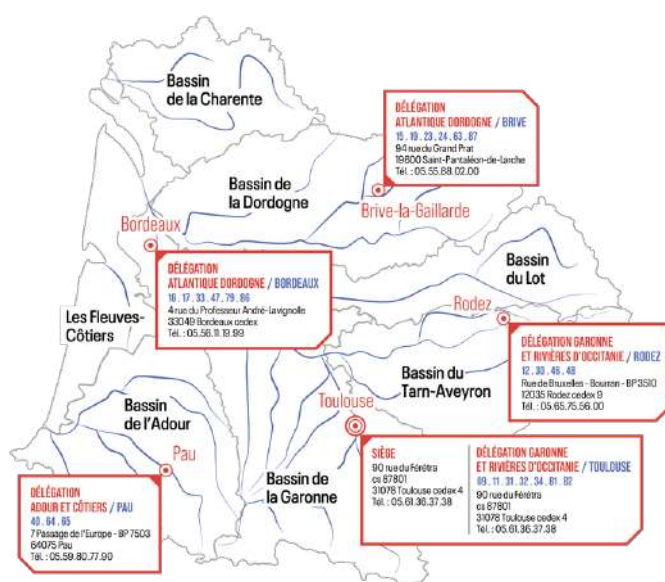 Bassin
de la Charente
DÉLÉGATION
ATLANTIQUE DORDOGNE / BRIVE
15.19.23.24.63.87
94 rue du Grand Prat
19600 Saint-Pantaléon-de-Larche
Tél. : 05.55.88.02.00
Bassin de
la Dordogne
Brive-la-Gaillarde
Bordeaux
Bassin
du Lot
DÉLÉGATION
ATLANTIQUE DORDOGNE / BORDEAUX
16.17.33.47.79.86
4 rue du Professeur André-Lavignolle
33049 Bordeaux cedex
Tél. : 05.56.11.19.99
Les Fleuves-
Côtiers
Rodez
DÉLÉGATION GARONNE
ET RIVIÈRES D'OCCITANIE / RODEZ
12.30.46.48
Rue de Bruxelles - Bourran - BP3510
12035 Rodez cedex 9
Tél. : 05.65.75.56.00
Bassin du
Tarn-Aveyron
Toulouse
Bassin
de l'Adour
Pau
SIÈGE
90 rue du Férétra
cs 87801
31078 Toulouse cedex 4
Tél. : 05.61.36.37.38
DÉLÉGATION GARONNE
ET RIVIÈRES D'OCCITANIE / TOULOUSE
09.11.31.32.34.81.82
90 rue du Férétra
cs 87801
31078 Toulouse cedex 4
Tél. : 05.61.36.37.38
Bassin de
la Garonne
DÉLÉGATION
ADOUR ET CÔTIERS / PAU
40.64.65
7 Passage de l'Europe - BP7503
64075 Pau
Tél. : 05.59.80.77.90